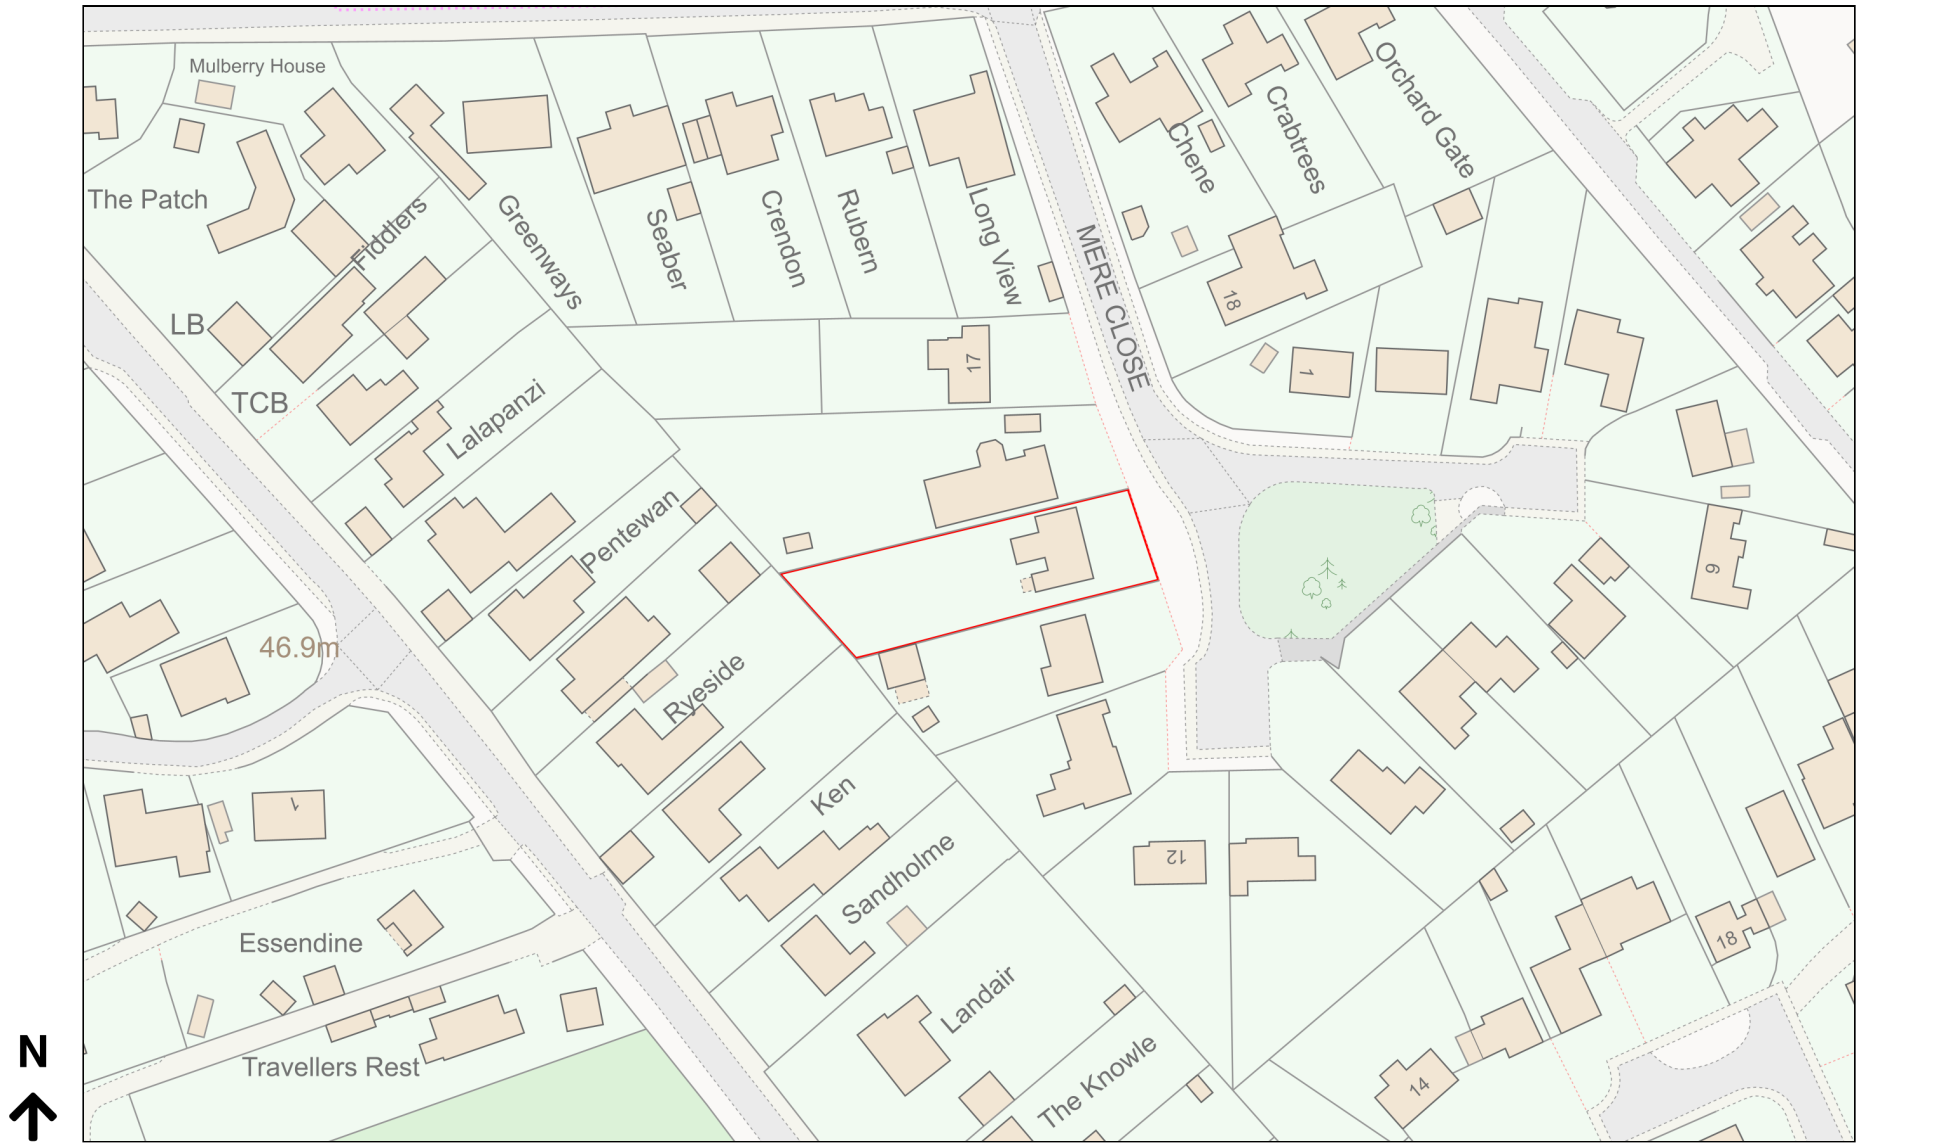 Mulberry House
The Patch
Fiddlers
Greenways
Seaber
Crendon
Rubern
Long View
MERE CLOSE
Chene
Crabtrees
Orchard Gate
18
LB
TCB
17
1
Lalapanzi
Pentewan
46.9m
Ryeside
9
Ken
1
12
Sandholme
Essendine
18
Landair
Travellers Rest
The Knowle
14
N